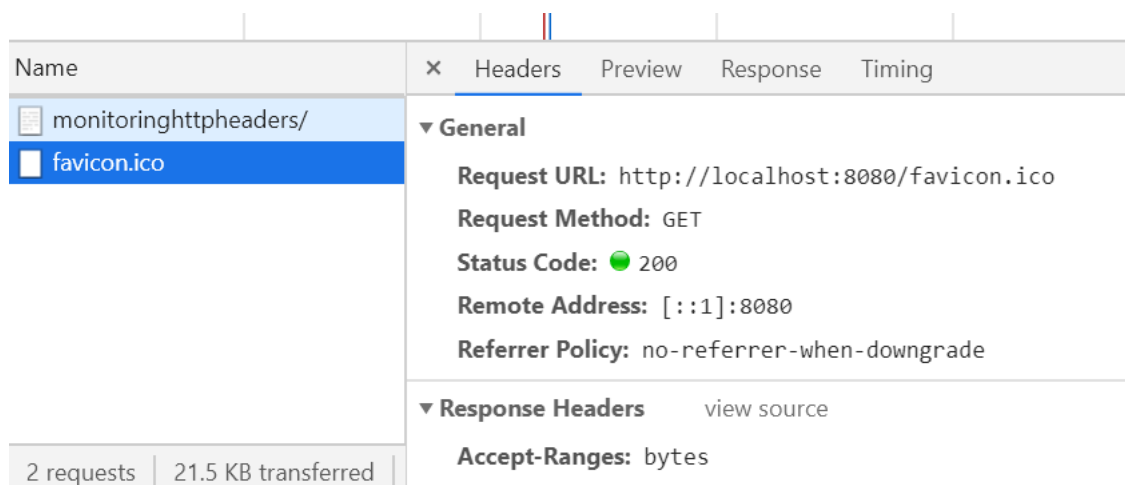 Name
× Headers Preview Response Timing
monitoringhttpheaders/
favicon.ico
▼ General
Request URL: http://localhost:8080/favicon.ico
Request Method: GET
Status Code: 200
Remote Address: [::1]:8080
Referrer Policy: no-referrer-when-downgrade
▼ Response Headers view source
Accept-Ranges: bytes
2 requests 21.5 KB transferred